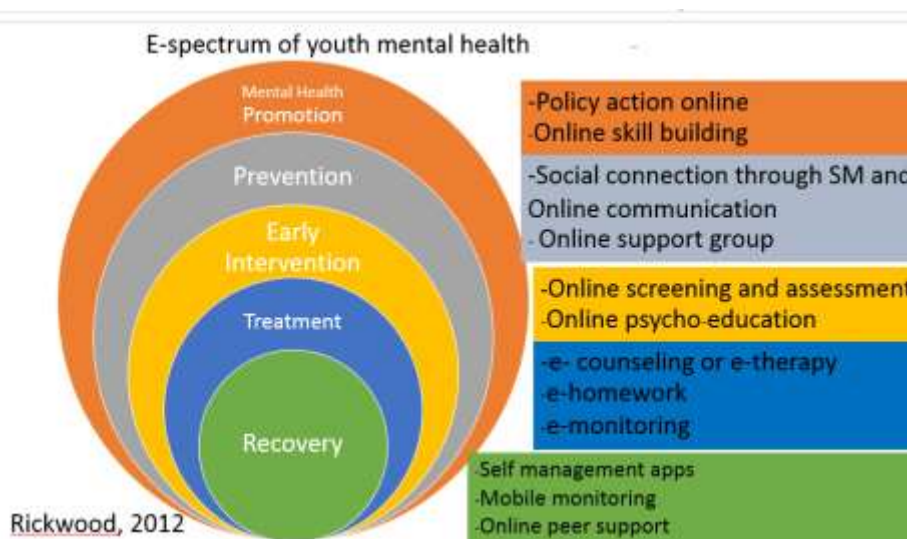 E-spectrum of youth mental health
Mental Health
Promotion
Prevention
Early
Intervention
Treatment
Recovery
Rickwood, 2012
-Policy action online
-Online skill building
-Social connection through SM and
Online communication
- Online support group
-Online screening and assessment
-Online psycho-education
-e- counseling or e-therapy
-e-homework
-e-monitoring
-Self management apps
-Mobile monitoring
-Online peer support